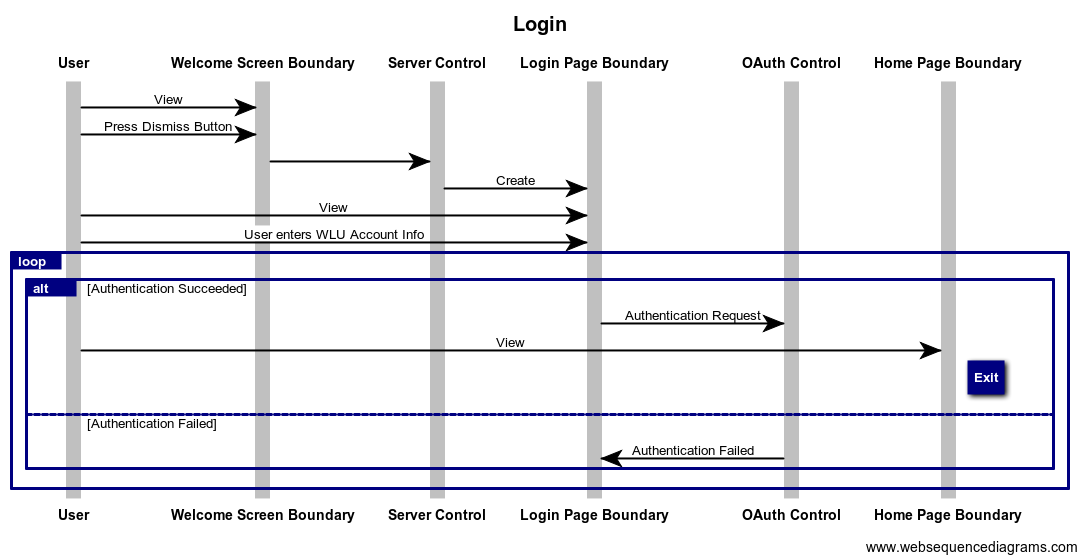 Login
User Welcome Screen Boundary Server Control Login Page Boundary OAuth Control Home Page Boundary
View
Press Dismiss Button
Create
View
User enters WLU Account Info
loop
alt [Authentication Succeeded]
Authentication Request
View
Exit
[Authentication Failed]
Authentication Failed
User Welcome Screen Boundary Server Control Login Page Boundary OAuth Control Home Page Boundary
www.websequencediagrams.com